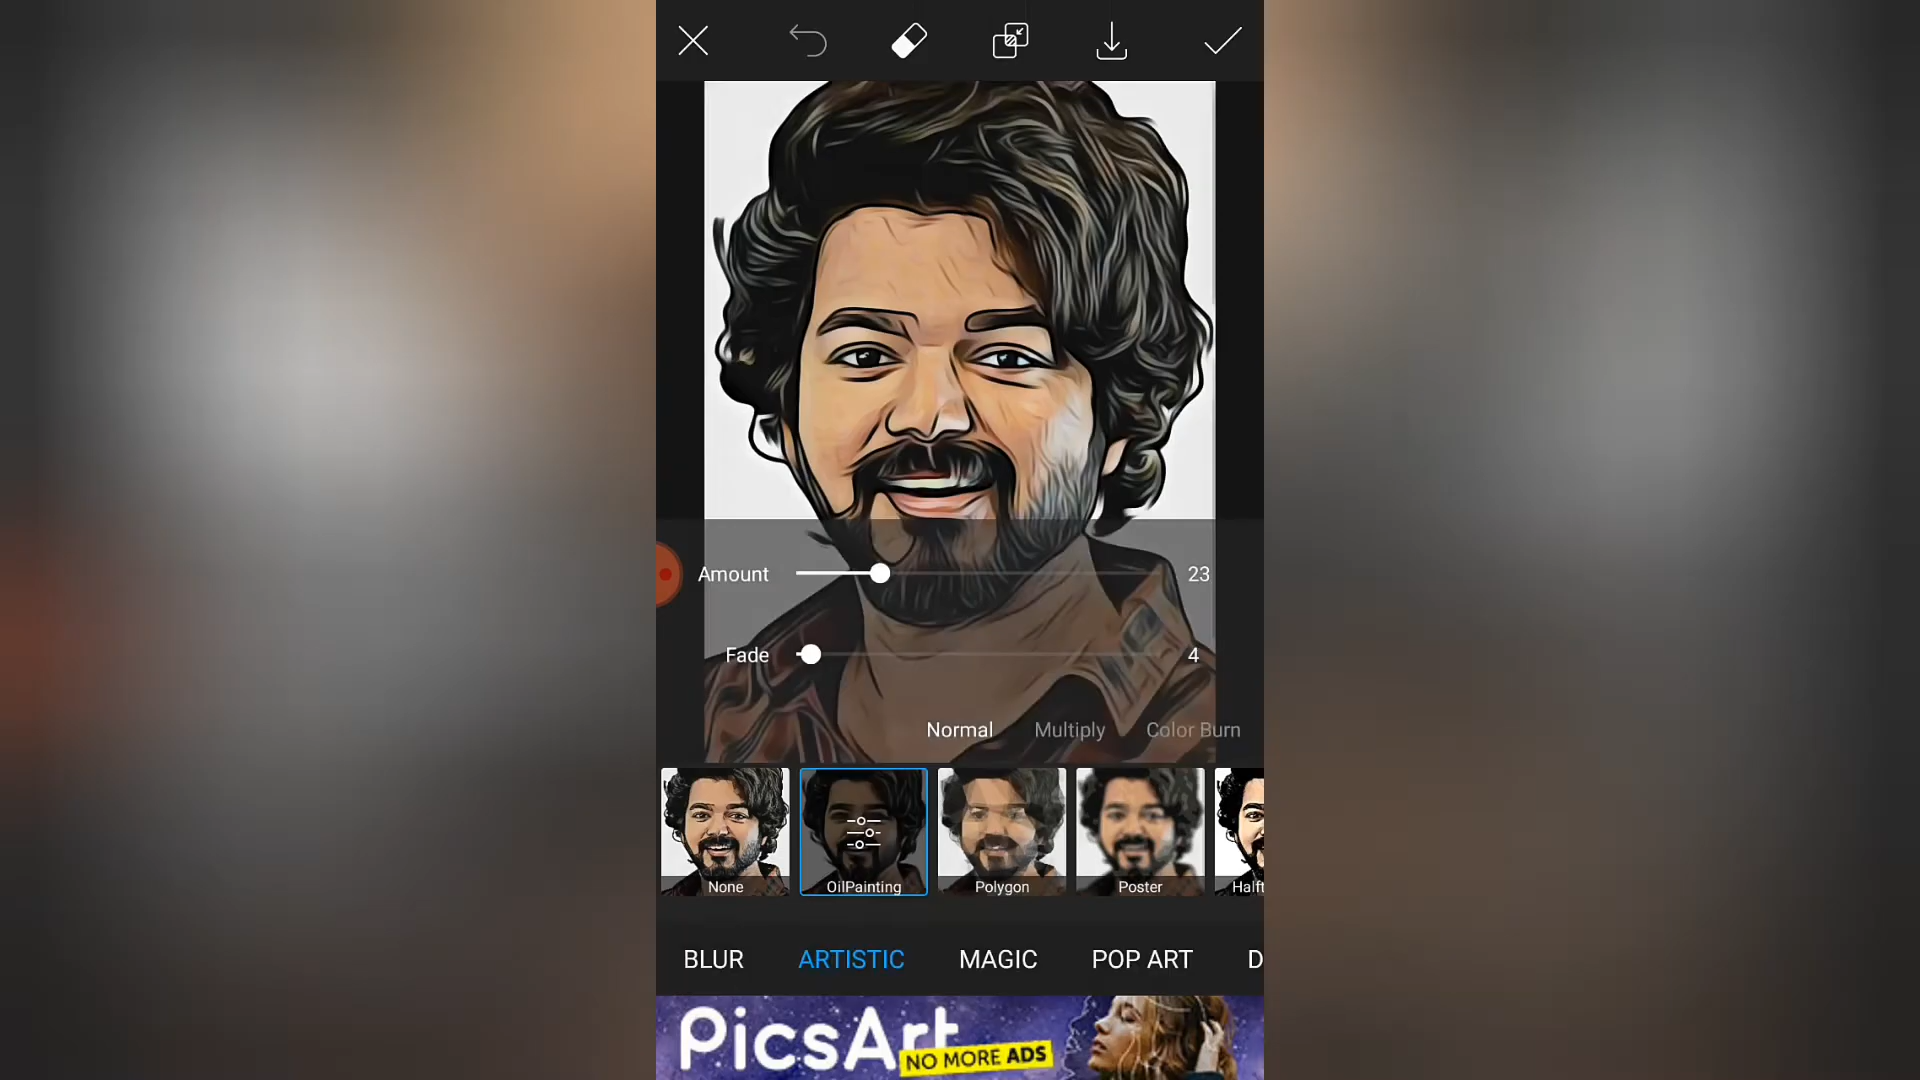 Amount 23
Fade 4
Normal Multiply Color Burn
None OilPainting Polygon Poster Halft
BLUR ARTISTIC MAGIC POP ART D
PicsArt
NO MORE ADS